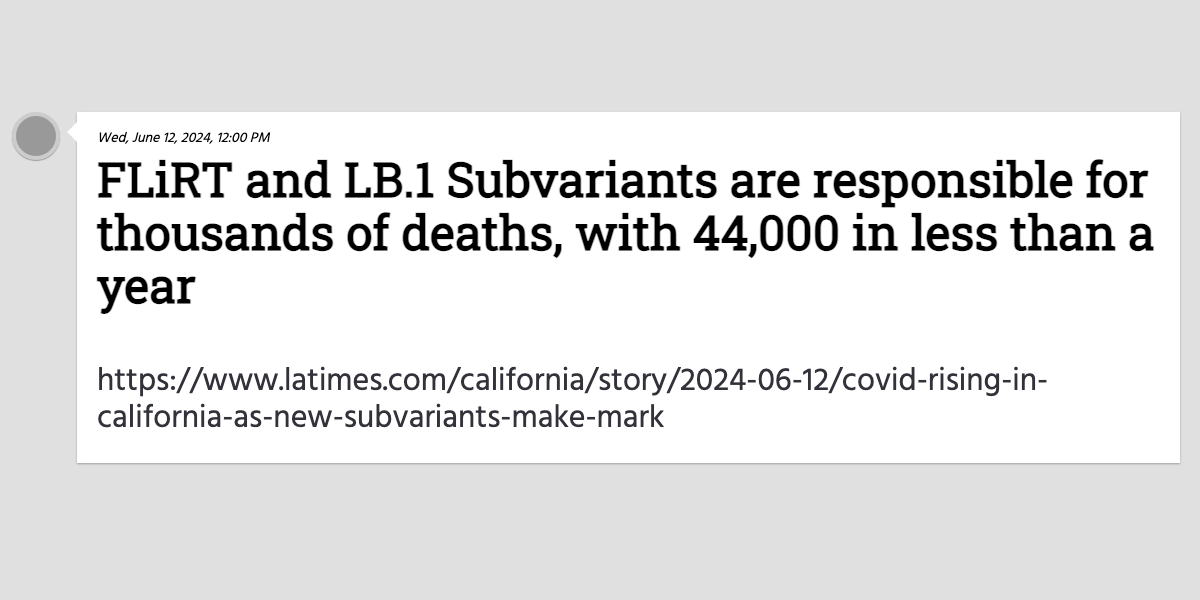 Wed, June 12, 2024, 12:00 PM
FLiRT and LB.1 Subvariants are responsible for
thousands of deaths, with 44,000 in less than a
year
https://www.latimes.com/california/story/2024-06-12/covid-rising-in-
california-as-new-subvariants-make-mark